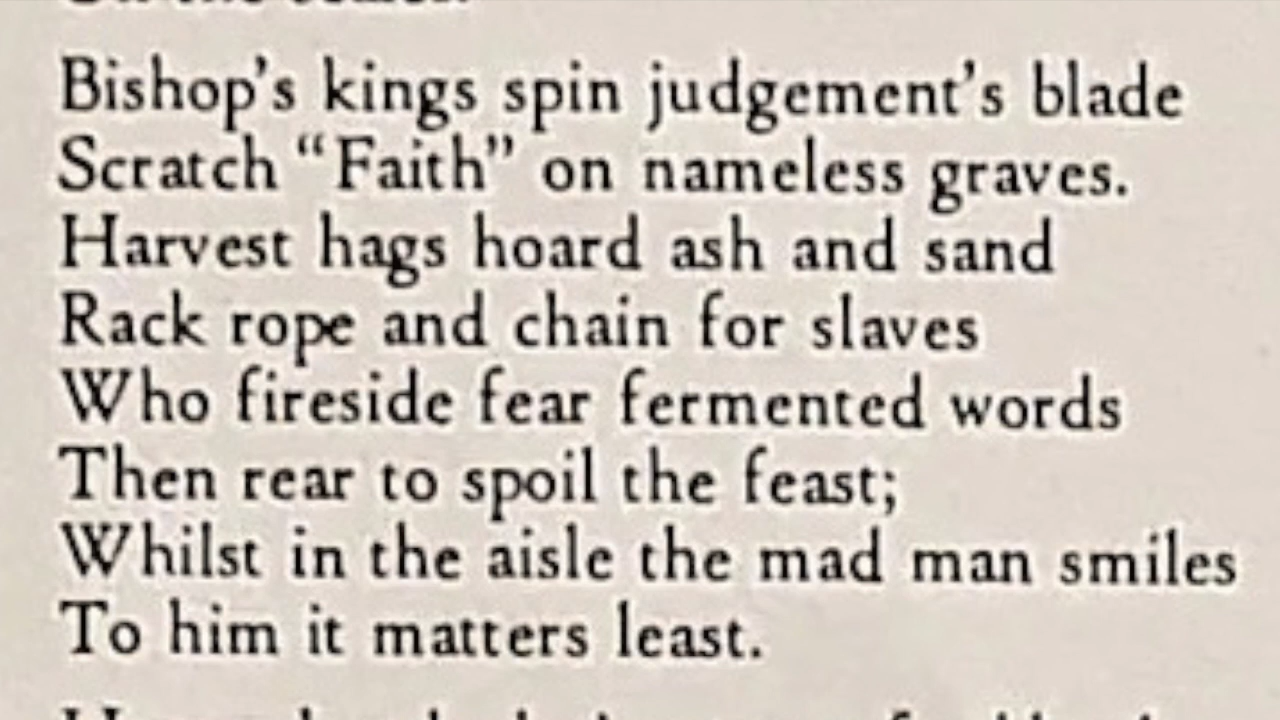 Bishop’s kings spin judgement’s blade
Scratch “Faith” on nameless graves.
Harvest hags hoard ash and sand
Rack rope and chain for slaves
Who fireside fear fermented words
Then rear to spoil the feast;
Whilst in the aisle the mad man smiles
To him it matters least.